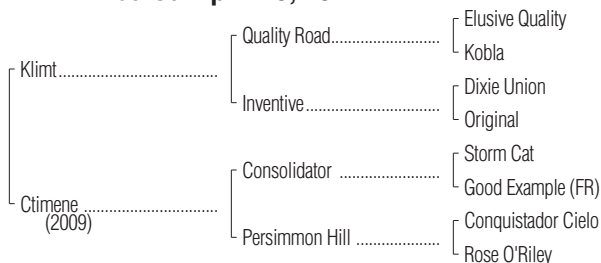 Elusive Quality
Quality Road
Kobla
Klimt
Dixie Union
Inventive
Original
Storm Cat
Consolidator
Good Example (FR)
Ctimene
(2009)
Conquistador Cielo
Persimmon Hill
Rose O'Riley